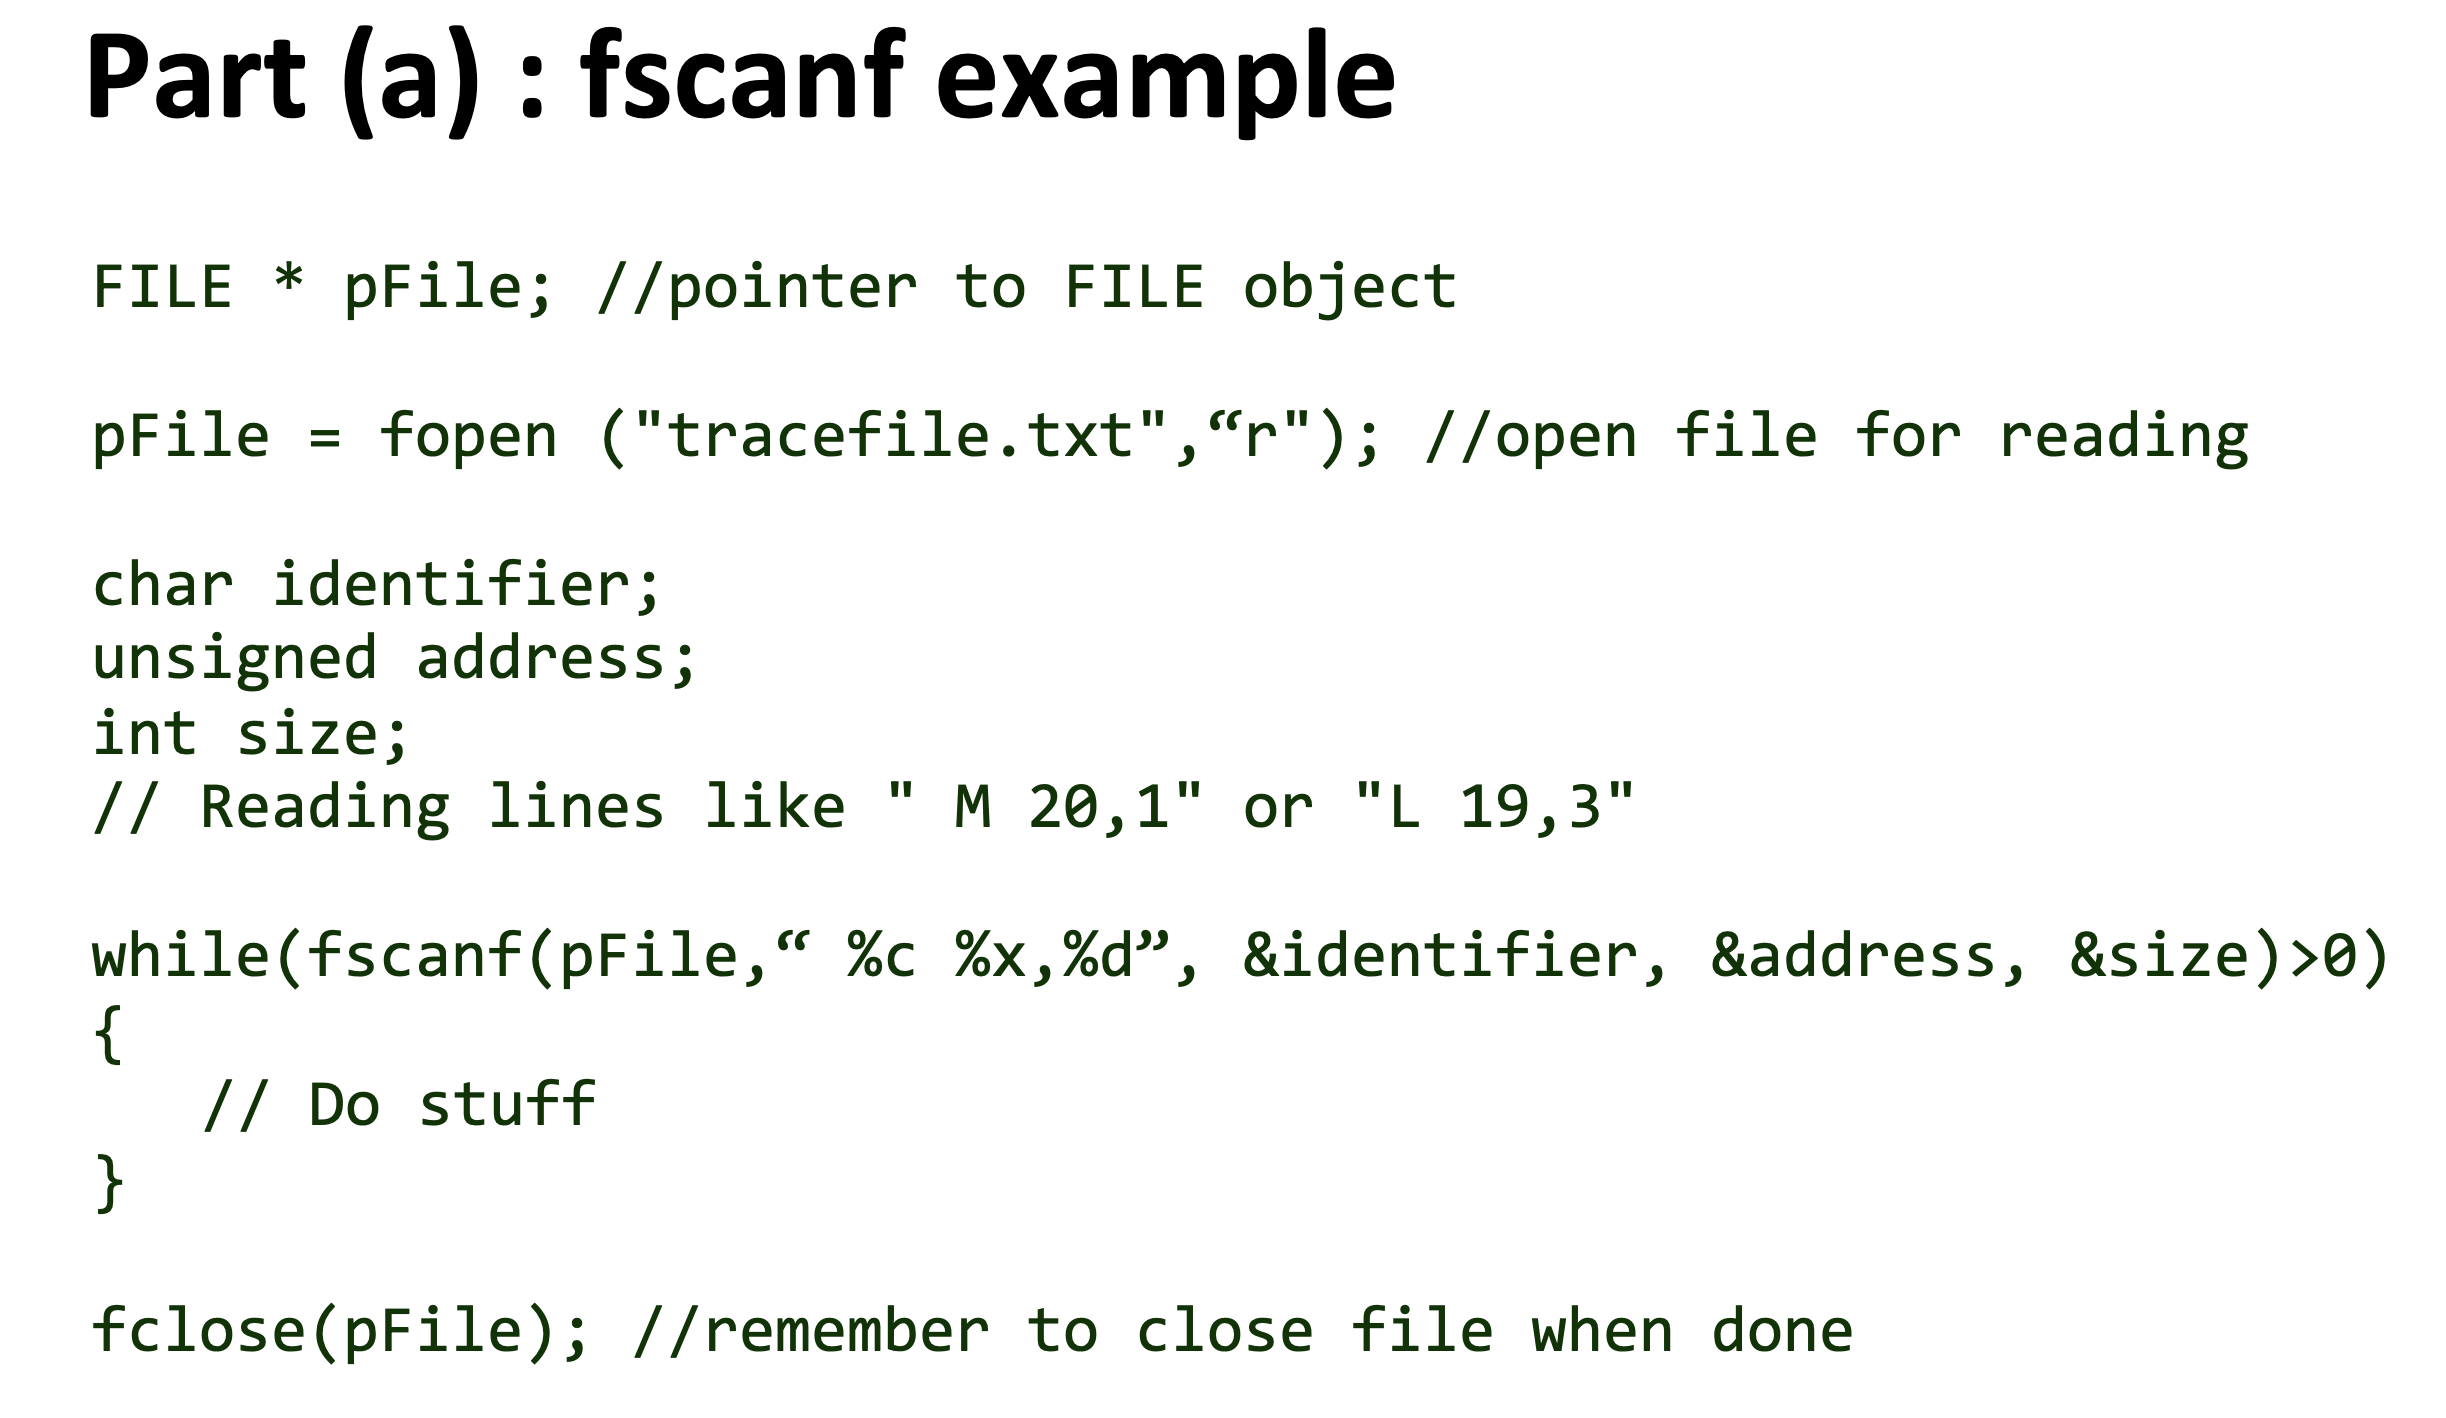 Part (a) : fscanf example
FILE * pFile; //pointer to FILE object
pFile = fopen ("tracefile.txt",“r"); //open file for reading
char identifier;
unsigned address;
int size;
// Reading lines like " M 20,1" or "L 19,3"
while(fscanf(pFile,“ %c %x,%d”, &identifier, &address, &size)>0)
{
// Do stuff
}
fclose(pFile); //remember to close file when done